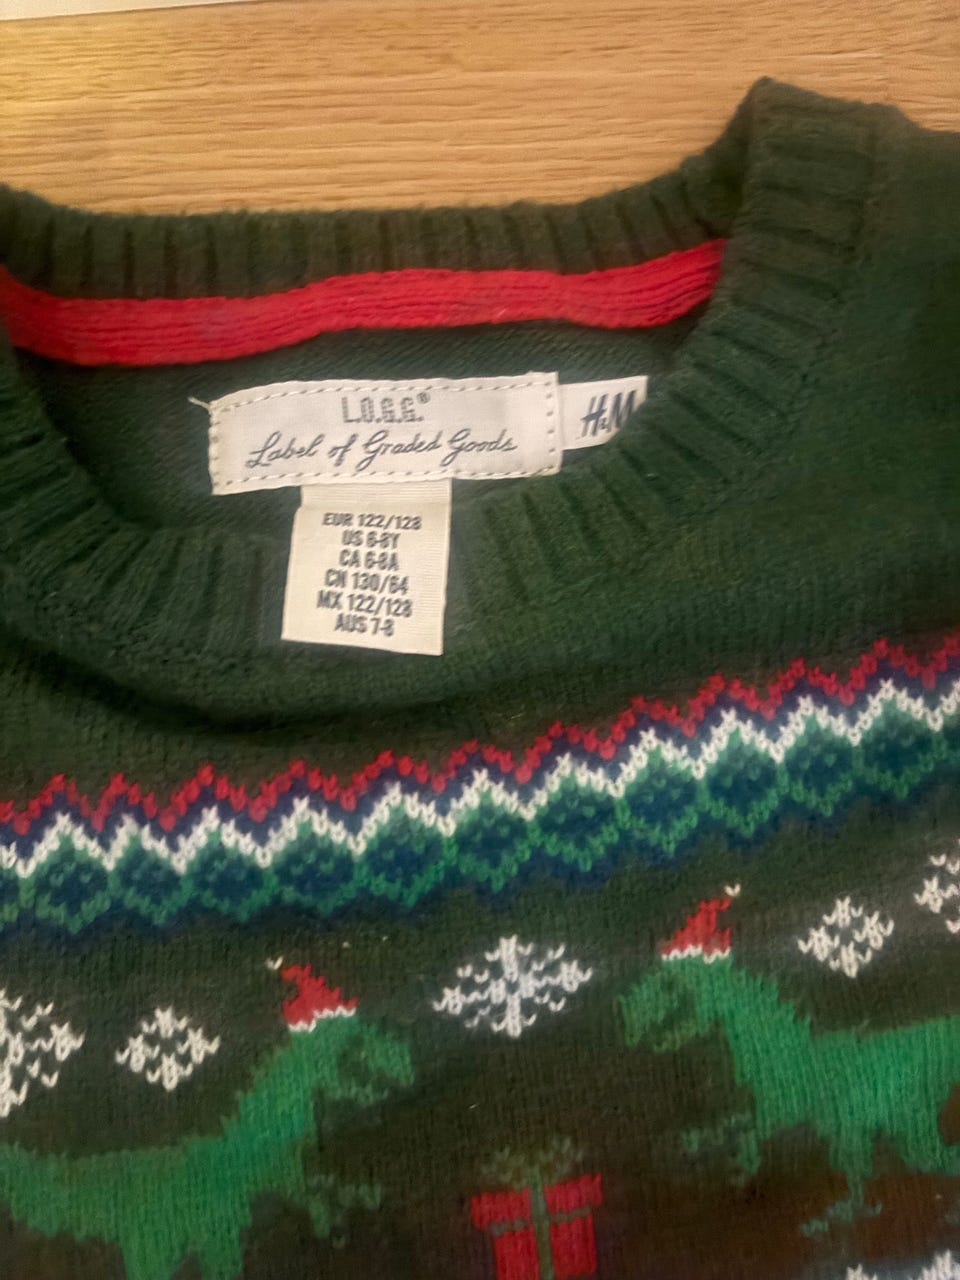 L.O.G.G.®
Label of Graded Goods
H&M
EUR 122/128
US 6-8Y
CA 6-8A
CN 130/64
MX 122/128
AUS 7-8